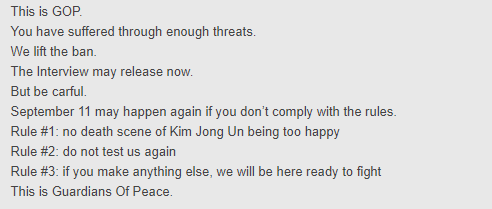 This is GOP.
You have suffered through enough threats.
We lift the ban.
The Interview may release now.
But be carful.
September 11 may happen again if you don’t comply with the rules.
Rule #1: no death scene of Kim Jong Un being too happy
Rule #2: do not test us again
Rule #3: if you make anything else, we will be here ready to fight
This is Guardians Of Peace.